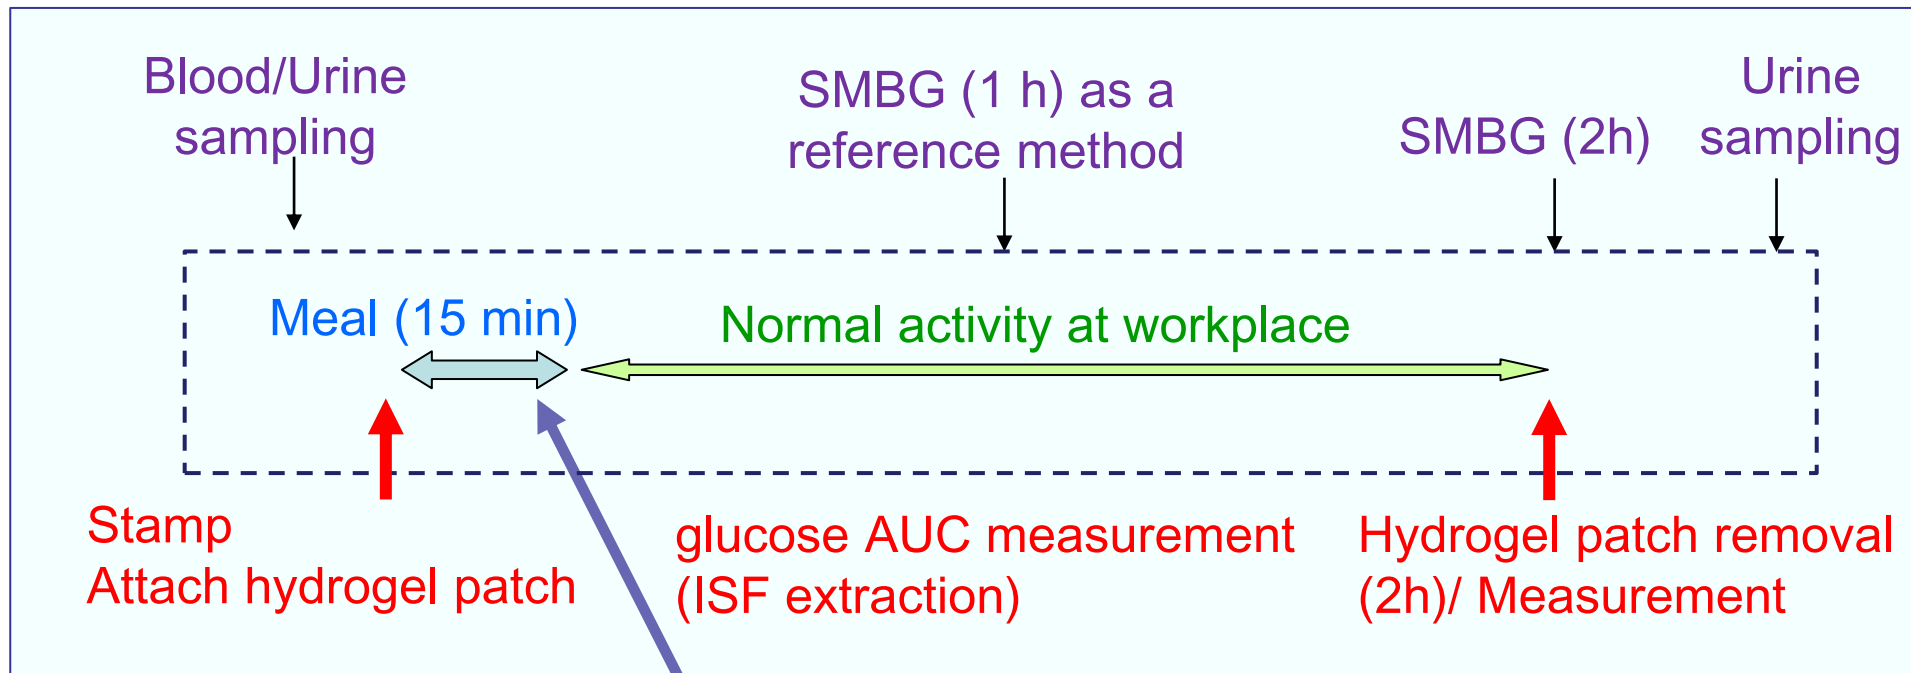 Blood/Urine
sampling
SMBG (1 h) as a
reference method
SMBG (2h)
Urine
sampling
Meal (15 min)
Normal activity at workplace
Stamp
Attach hydrogel patch
glucose AUC measurement
(ISF extraction)
Hydrogel patch removal
(2h)/ Measurement